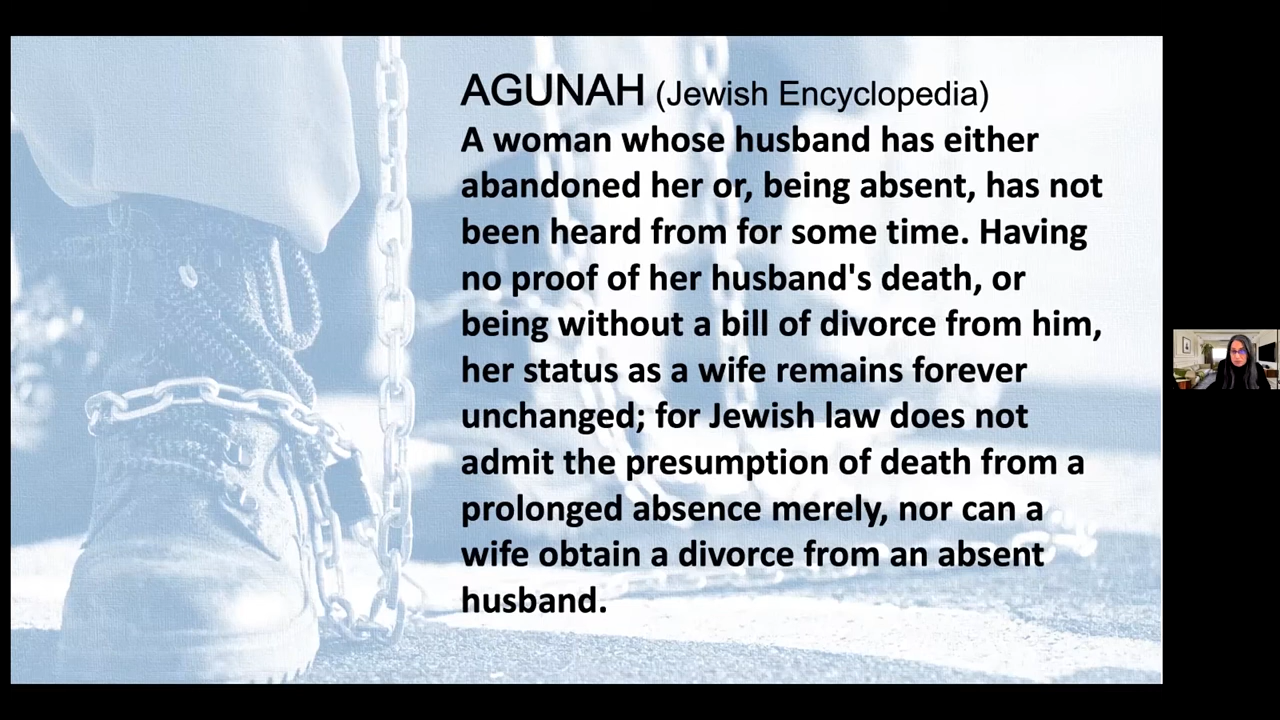 AGUNAH (Jewish Encyclopedia)
A woman whose husband has either
abandoned her or, being absent, has not
been heard from for some time. Having
no proof of her husband's death, or
being without a bill of divorce from him,
her status as a wife remains forever
unchanged; for Jewish law does not
admit the presumption of death from a
prolonged absence merely, nor can a
wife obtain a divorce from an absent
husband.